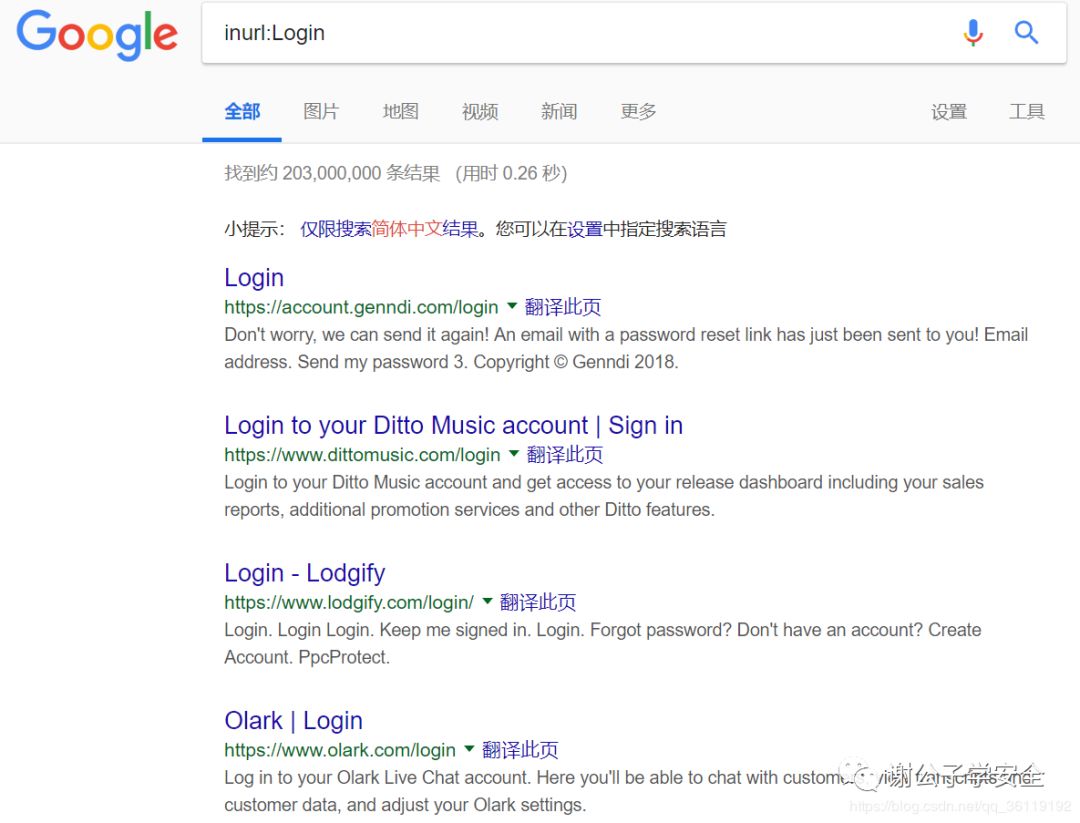 Google
inurl:Login
全部 图片 地图 视频 新闻 更多 设置 工具
找到约 203,000,000 条结果 （用时 0.26 秒）
小提示： 仅限搜索简体中文结果。您可以在设置中指定搜索语言
Login
https://account.genndi.com/login 翻译此页
Don't worry, we can send it again! An email with a password reset link has just been sent to you! Email
address. Send my password 3. Copyright © Genndi 2018.
Login to your Ditto Music account | Sign in
https://www.dittomusic.com/login 翻译此页
Login to your Ditto Music account and get access to your release dashboard including your sales
reports, additional promotion services and other Ditto features.
Login - Lodgify
https://www.lodgify.com/login/ 翻译此页
Login. Login Login. Keep me signed in. Login. Forgot password? Don't have an account? Create
Account. PpcProtect.
Olark | Login
https://www.olark.com/login 翻译此页
Log in to your Olark Live Chat account. Here you'll be able to chat with
customer data, and adjust your Olark settings.
谢公子学安全
https://blog.csdn.net/qq_36119192